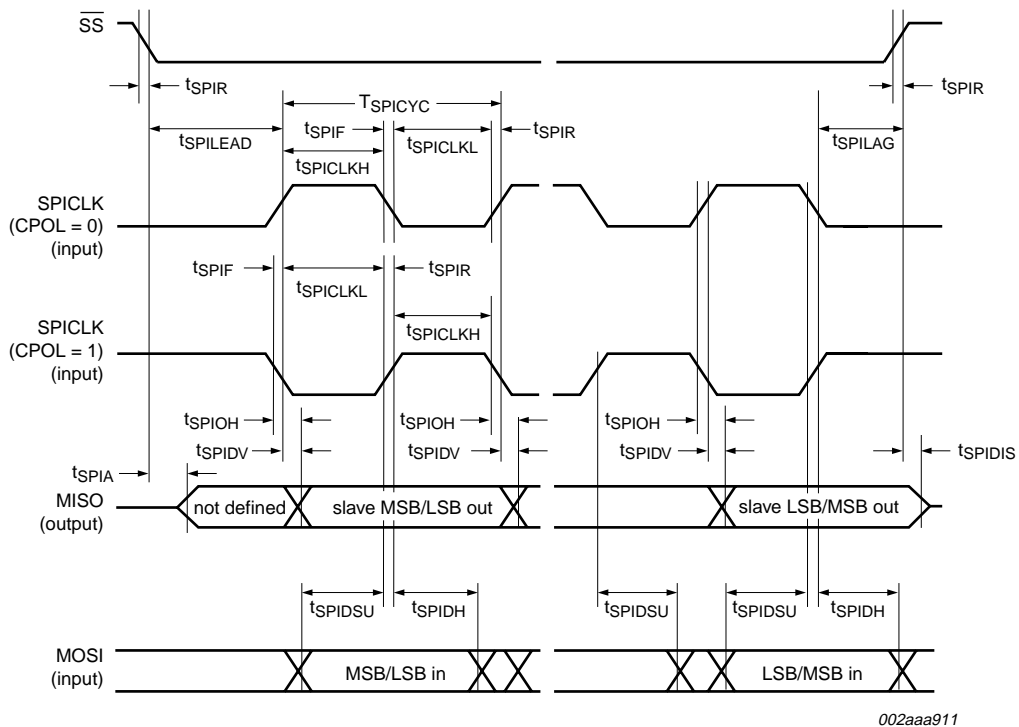 SS
tSPIR
tSPIR
TSPICYC
tSPIF
tSPICLKL
tSPIR
tSPILEAD
tSPILAG
tSPICLKH
SPICLK
(CPOL = 0)
(input)
tSPIF
tSPIR
tSPICLKL
tSPICLKH
SPICLK
(CPOL = 1)
(input)
tSPIOH
tSPIOH
tSPIOH
tSPIDV
tSPIDV
tSPIDV
tSPIDIS
tSPIA
MISO
(output)
not defined
slave MSB/LSB out
slave LSB/MSB out
tSPIDSU
tSPIDH
tSPIDSU
tSPIDSU
tSPIDH
MOSI
(input)
MSB/LSB in
LSB/MSB in
002aaa911